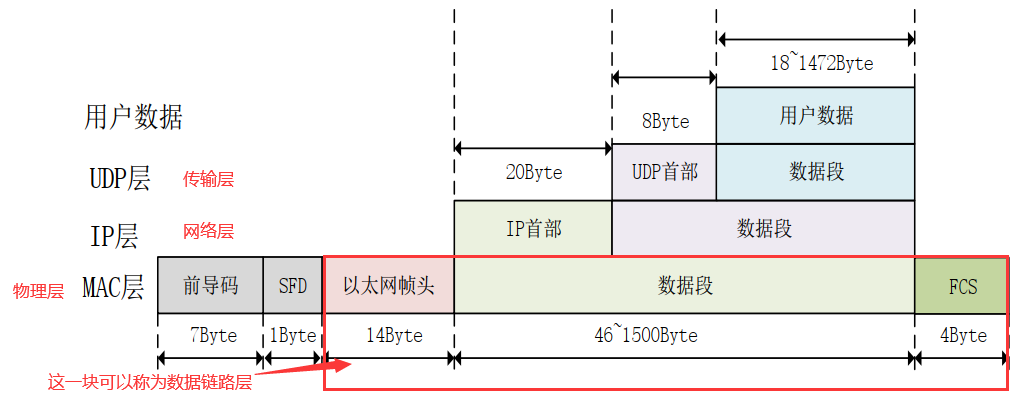 18~1472Byte
用户数据
8Byte
用户数据
UDP层
传输层
20Byte
UDP首部
数据段
IP层
网络层
IP首部
数据段
物理层
MAC层
前导码
SFD
以太网帧头
数据段
FCS
7Byte
1Byte
14Byte
46~1500Byte
4Byte
这一块可以称为数据链路层